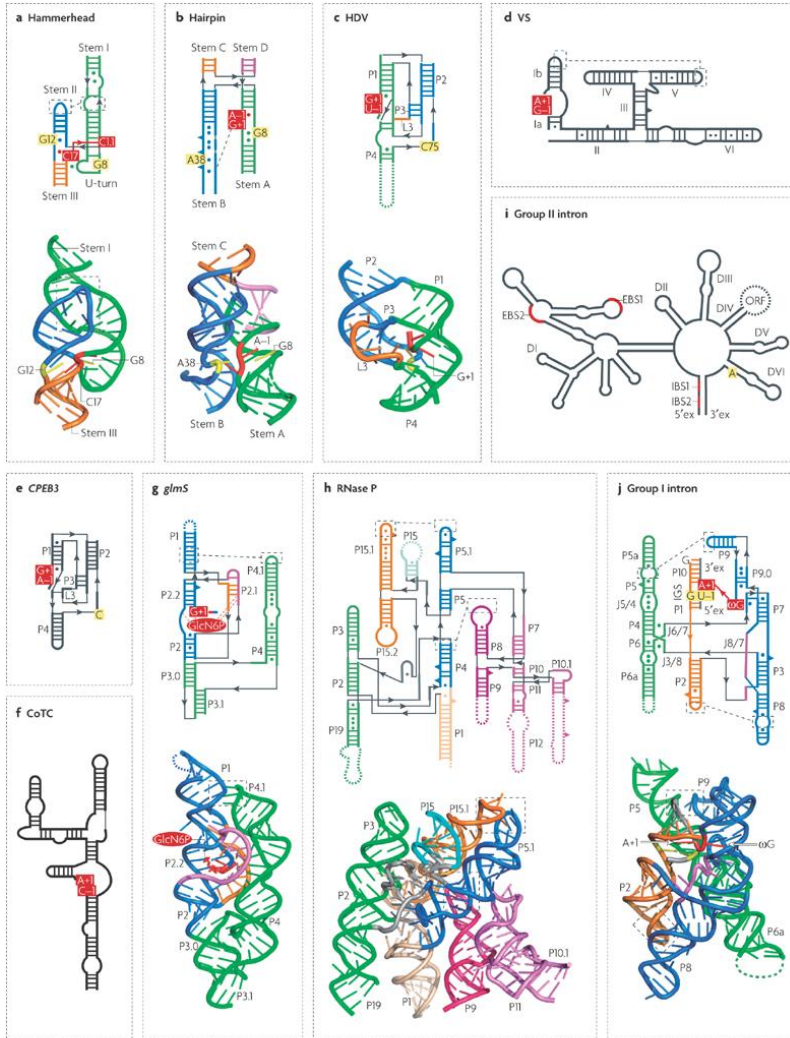 a Hammerhead
Stem I
Stem II
G12
C1.1
C17
G8
U-turn
Stem III
Stem I
G12
G8
C17
Stem III
b Hairpin
Stem C
Stem D
A–1
G+1
G8
A38
Stem A
Stem B
Stem C
A–1
G8
A38
Stem B
Stem A
c HDV
P1
P2
G+1
U–1
P3
L3
P4
C75
P2
P1
P3
L3
G+1
P4
d VS
Ib
IV
V
A+1
G–1
III
Ia
II
VI
i Group II intron
EBS1
EBS2
DI
DII
DIII
DIV
ORF
DV
DVI
A
IBS1
IBS2
5′ex
3′ex
e CPEB3
P1
P2
G+
A–1
P3
L3
P4
C
f CoTC
A+1
C–1
g glmS
P1
P4.1
P2.2
P2.1
G+1
GlcN6P
P2
P4
P3.0
P3.1
P1
P4.1
GlcN6P
P2.2
P2
P4
P3.0
P3.1
h RNase P
P15
P15.1
P5.1
P5
P3
P15.2
P8
P7
P4
P10
P10.1
P2
P9
P11
P1
P19
P12
P15
P15.1
P3
P5.1
P2
P10.1
P19
P1
P9
P11
j Group I intron
P5a
P9
G
3′ex
P10
P5
A+1
P9.0
IGS
G
U–1
ωG
J5/4
P1
5′ex
P7
P4
J6/7
J8/7
P6
J3/8
P3
P6a
P2
P8
P9
P5
A+1
ωG
P2
P6a
P8